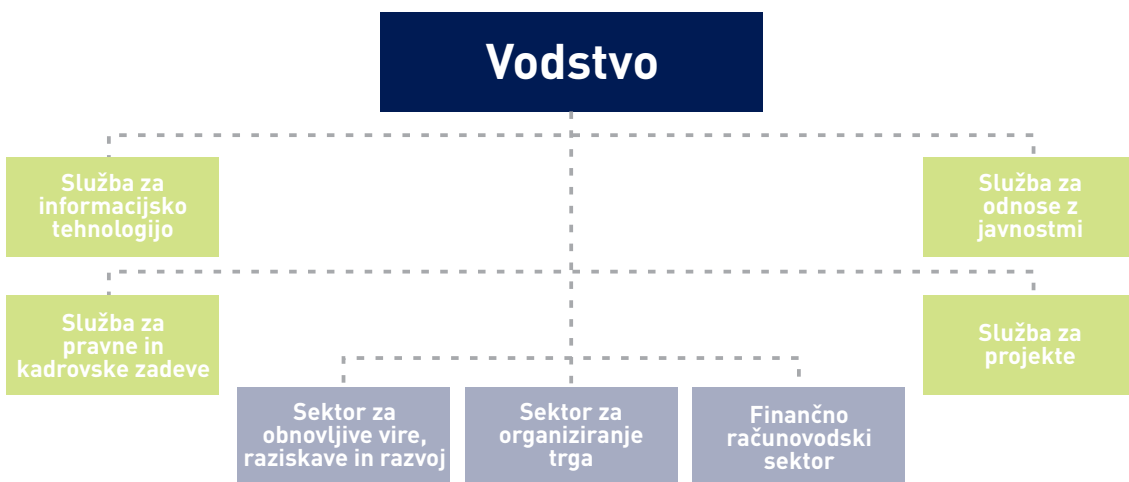 Vodstvo
Služba za
informacijsko
tehnologijo
Služba za
odnose z
javnostmi
Služba za
pravne in
kadrovske zadeve
Služba za
projekte
Sektor za
obnovljive vire,
raziskave in razvoj
Sektor za
organiziranje
trga
Finančno
računovodski
sektor